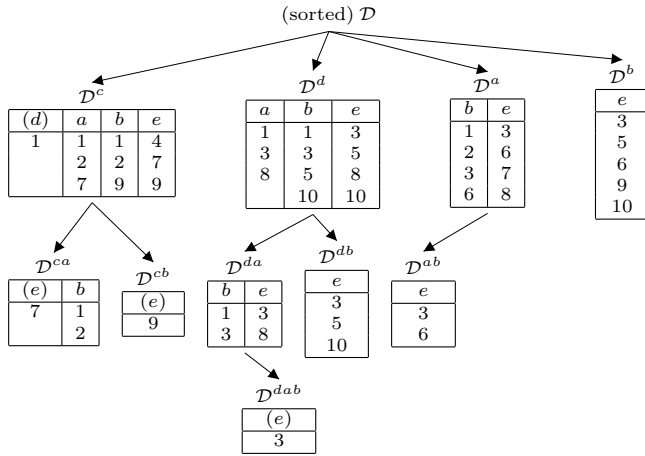 (sorted) 𝒟
𝒟^c
(d) a b e
1 1 1 4
2 2 7
7 9 9
𝒟^d
a b e
1 1 3
3 3 5
8 5 8
10 10
𝒟^a
b e
1 3
2 6
3 7
6 8
𝒟^b
e
3
5
6
9
10
𝒟^{ca}
(e) b
7 1
2
𝒟^{cb}
(e)
9
𝒟^{da}
b e
1 3
3 8
𝒟^{db}
e
3
5
10
𝒟^{ab}
e
3
6
𝒟^{dab}
(e)
3